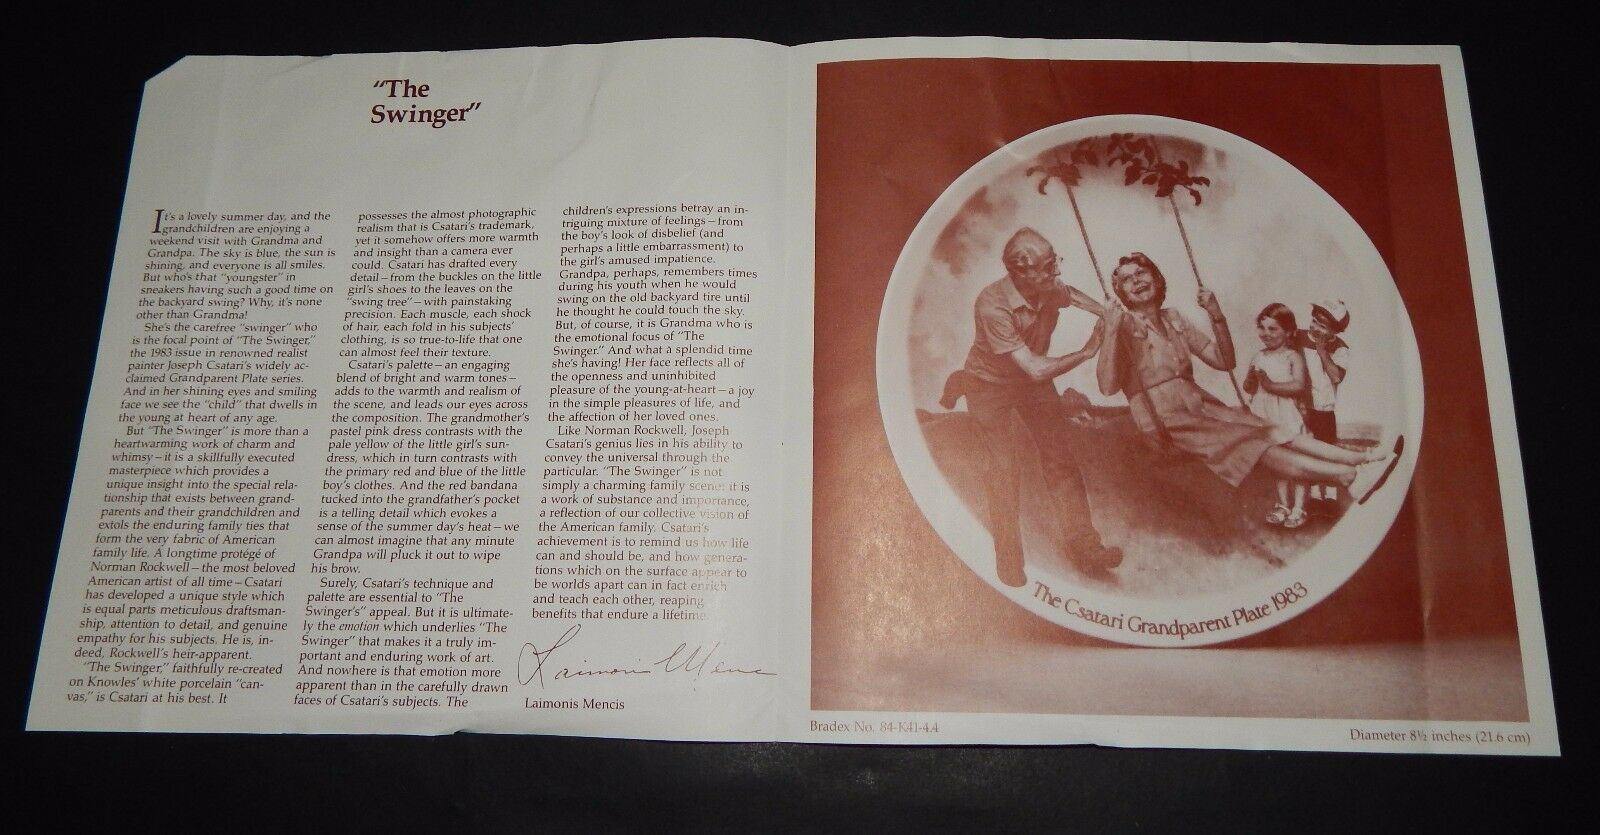 "The
Swinger"
It's a lovely summer day, and the
grandchildren are enjoying a
weekend visit with Grandma and
Grandpa. The sky is blue, the sun is
shining, and everyone is all smiles.
But who's that "youngster" in
sneakers having such a good time on
the backyard swing? Why, it's none
other than Grandma!
She's the carefree "swinger" who
is the focal point of "The Swinger,"
the 1983 issue in renowned realist
painter Joseph Csatari's widely ac-
claimed Grandparent Plate series.
And in her shining eyes and smiling
face we see the "child" that dwells in
the young at heart of any age.
But "The Swinger" is more than a
heartwarming work of charm and
whimsy—it is a skillfully executed
masterpiece which provides a
unique insight into the special rela-
tionship that exists between grand-
parents and their grandchildren and
extols the enduring family ties that
form the very fabric of American
family life. A longtime protégé of
Norman Rockwell—the most beloved
American artist of all time—Csatari
has developed a unique style which
is equal parts meticulous draftsman-
ship, attention to detail, and genuine
empathy for his subjects. He is, in-
deed, Rockwell's heir-apparent.
"The Swinger," faithfully re-created
on Knowles' white porcelain "can-
vas," is Csatari at his best. It
possesses the almost photographic
realism that is Csatari's trademark,
yet it somehow offers more warmth
and insight than a camera ever
could. Csatari has drafted every
detail—from the buckles on the little
girl's shoes to the leaves on the
"swing tree"—with painstaking
precision. Each muscle, each shock
of hair, each fold in his subjects'
clothing, is so true-to-life that one
can almost feel their texture.
Csatari's palette—an engaging
blend of bright and warm tones—
adds to the warmth and realism of
the scene, and leads our eyes across
the composition. The grandmother's
pastel pink dress contrasts with the
pale yellow of the little girl's sun-
dress, which in turn contrasts with
the primary red and blue of the little
boy's clothes. And the red bandana
tucked into the grandfather's pocket
is a telling detail which evokes a
sense of the summer day's heat—we
can almost imagine that any minute
Grandpa will pluck it out to wipe
his brow.
Surely, Csatari's technique and
palette are essential to "The
Swinger's" appeal. But it is ultimate-
ly the emotion which underlies "The
Swinger" that makes it a truly im-
portant and enduring work of art.
And nowhere is that emotion more
apparent than in the carefully drawn
faces of Csatari's subjects. The
children's expressions betray an in-
triguing mixture of feelings—from
the boy's look of disbelief (and
perhaps a little embarrassment) to
the girl's amused impatience.
Grandpa, perhaps, remembers times
during his youth when he would
swing on the old backyard tire until
he thought he could touch the sky.
But, of course, it is Grandma who is
the emotional focus of "The
Swinger." And what a splendid time
she's having! Her face reflects all of
the openness and uninhibited
pleasure of the young-at-heart—a joy
in the simple pleasures of life, and
the affection of her loved ones.
Like Norman Rockwell, Joseph
Csatari's genius lies in his ability to
convey the universal through the
particular. "The Swinger" is not
simply a charming family scene: it is
a work of substance and importance,
a reflection of our collective vision of
the American family. Csatari's
achievement is to remind us how life
can and should be, and how genera-
tions which on the surface appear to
be worlds apart can in fact enrich
and teach each other, reaping
benefits that endure a lifetime.
Laimonis Mencis
Laimonis Mencis
The Csatari Grandparent Plate 1983
Bradex No. 84-K41-4.4
Diameter 8½ inches (21.6 cm)